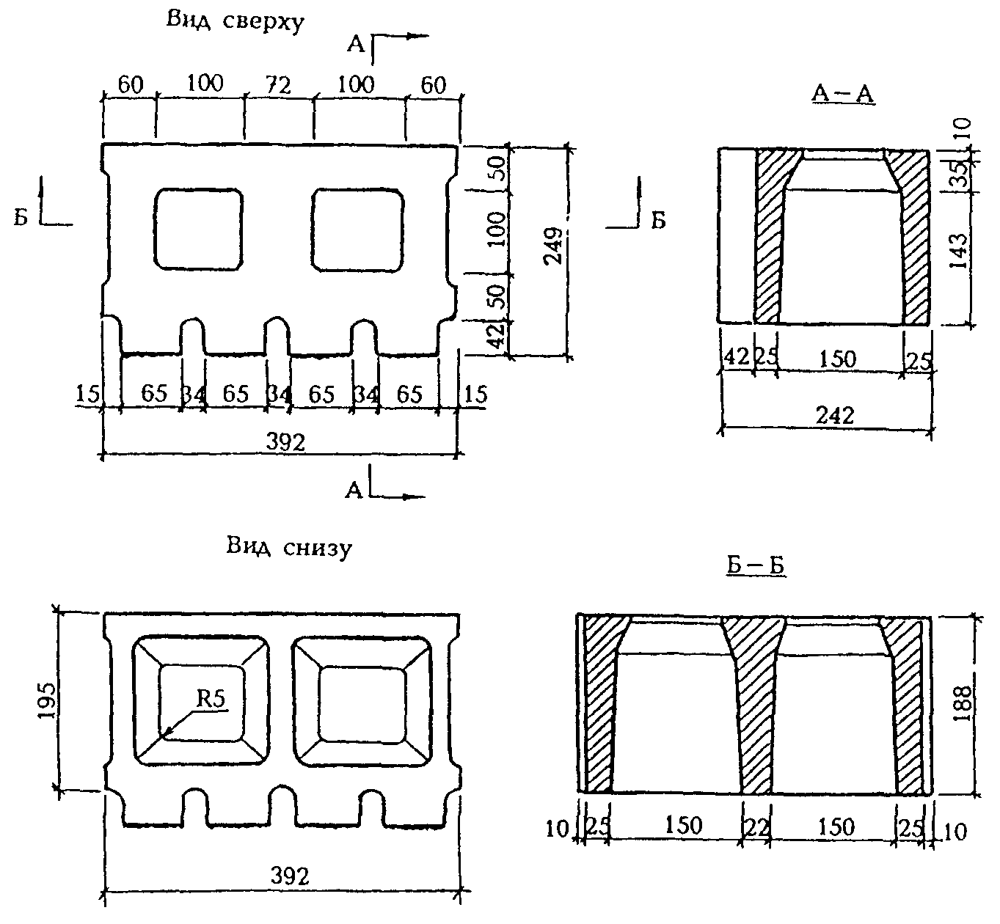 Вид сверху
А
60 100 72 100 60
Б
Б
50
100
50
42
249
15 65 34 65 34 65 34 65 15
392
А
А – А
10
35
143
42 25 150 25
242
Вид снизу
195
R5
392
Б – Б
188
10 25 150 22 150 25 10